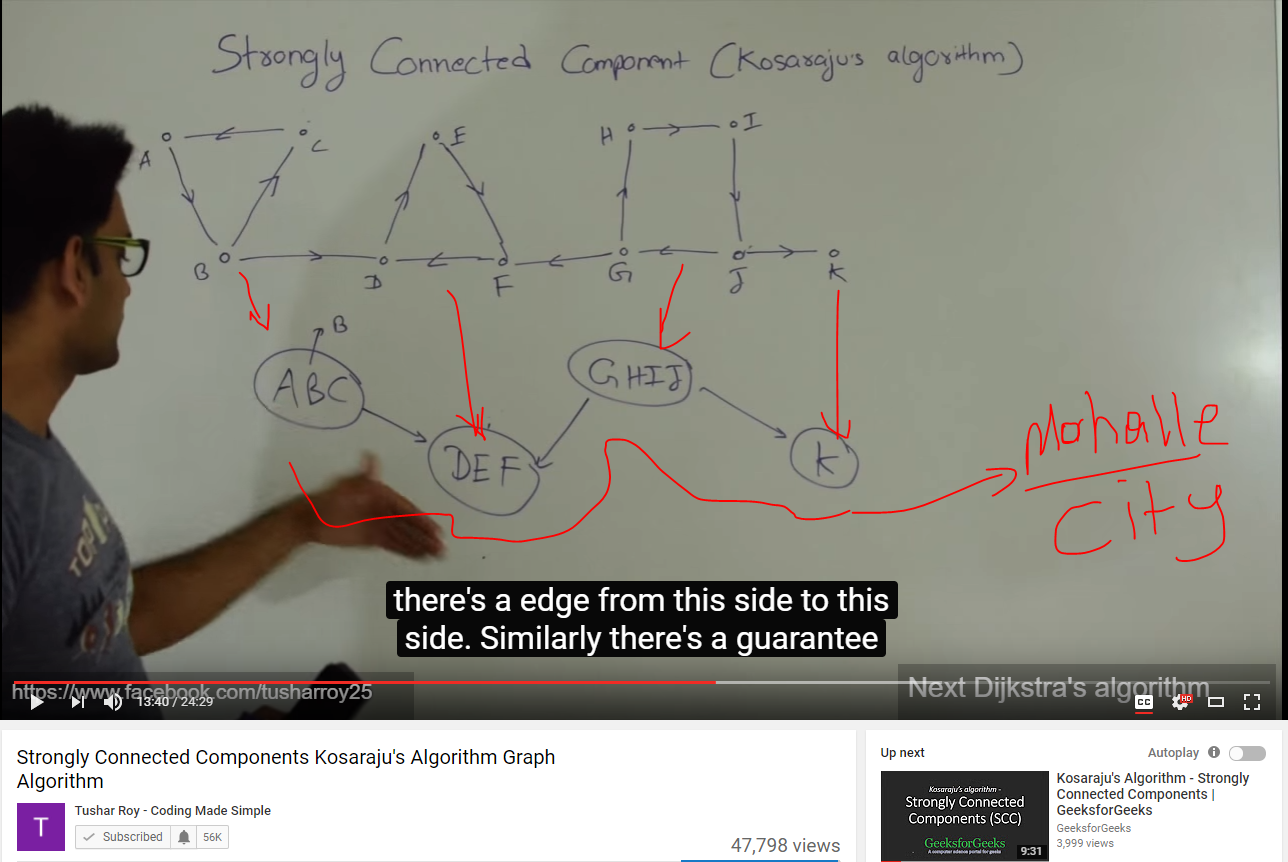 Strongly Connected Component (Kosaraju's algorithm)
A
C
E
H
I
B
D
F
G
J
K
B
ABC
GHIJ
DEF
K
Mohalle
City
TOP
there's a edge from this side to this
side. Similarly there's a guarantee
https://www.facebook.com/tusharroy25
Next Dijkstra's algorithm
13:40 / 24:29
CC
HD
Strongly Connected Components Kosaraju's Algorithm Graph
Algorithm
T
Tushar Roy - Coding Made Simple
Subscribed
56K
47,798 views
Up next
Autoplay
Kosaraju's algorithm -
Strongly Connected
Components (SCC)
GeeksforGeeks
A computer science portal for geeks
9:31
Kosaraju's Algorithm - Strongly
Connected Components |
GeeksforGeeks
GeeksforGeeks
3,999 views